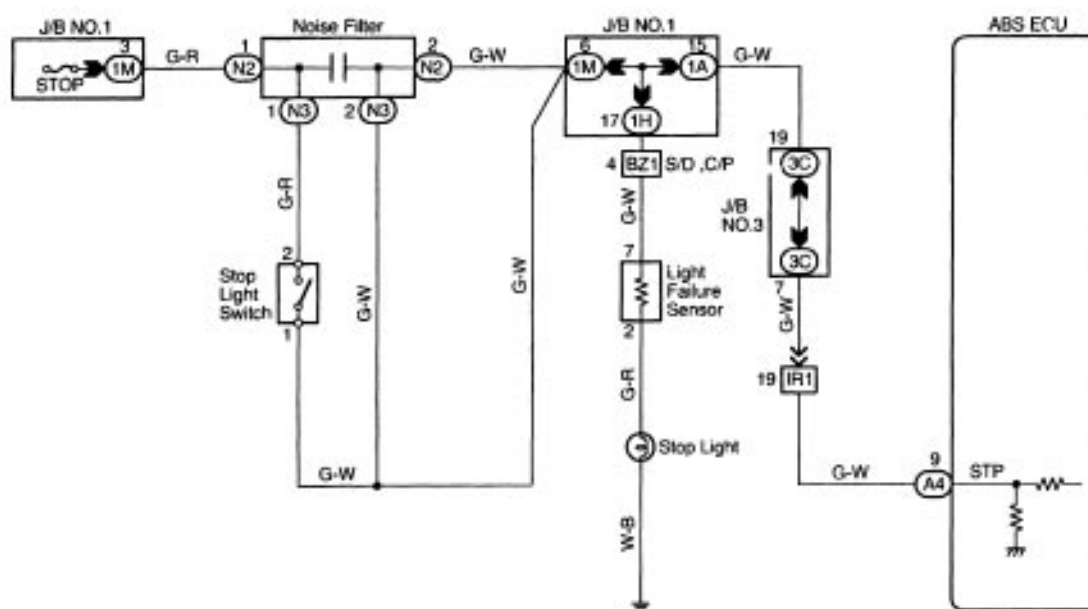 J/B NO.1
Noise Filter
J/B NO.1
ABS ECU
3
1
2
6
15
1M
G-R
N2
N2
G-W
1M
1A
G-W
STOP
1
N3
2
N3
17
1H
19
3C
4
BZ1
S/D ,C/P
G-R
G-W
J/B
NO.3
2
7
3C
Stop
Light
Switch
G-W
G-W
Light
Failure
Sensor
7
1
2
G-W
G-R
19
IR1
Stop Light
G-W
G-W
9
STP
A4
W-B